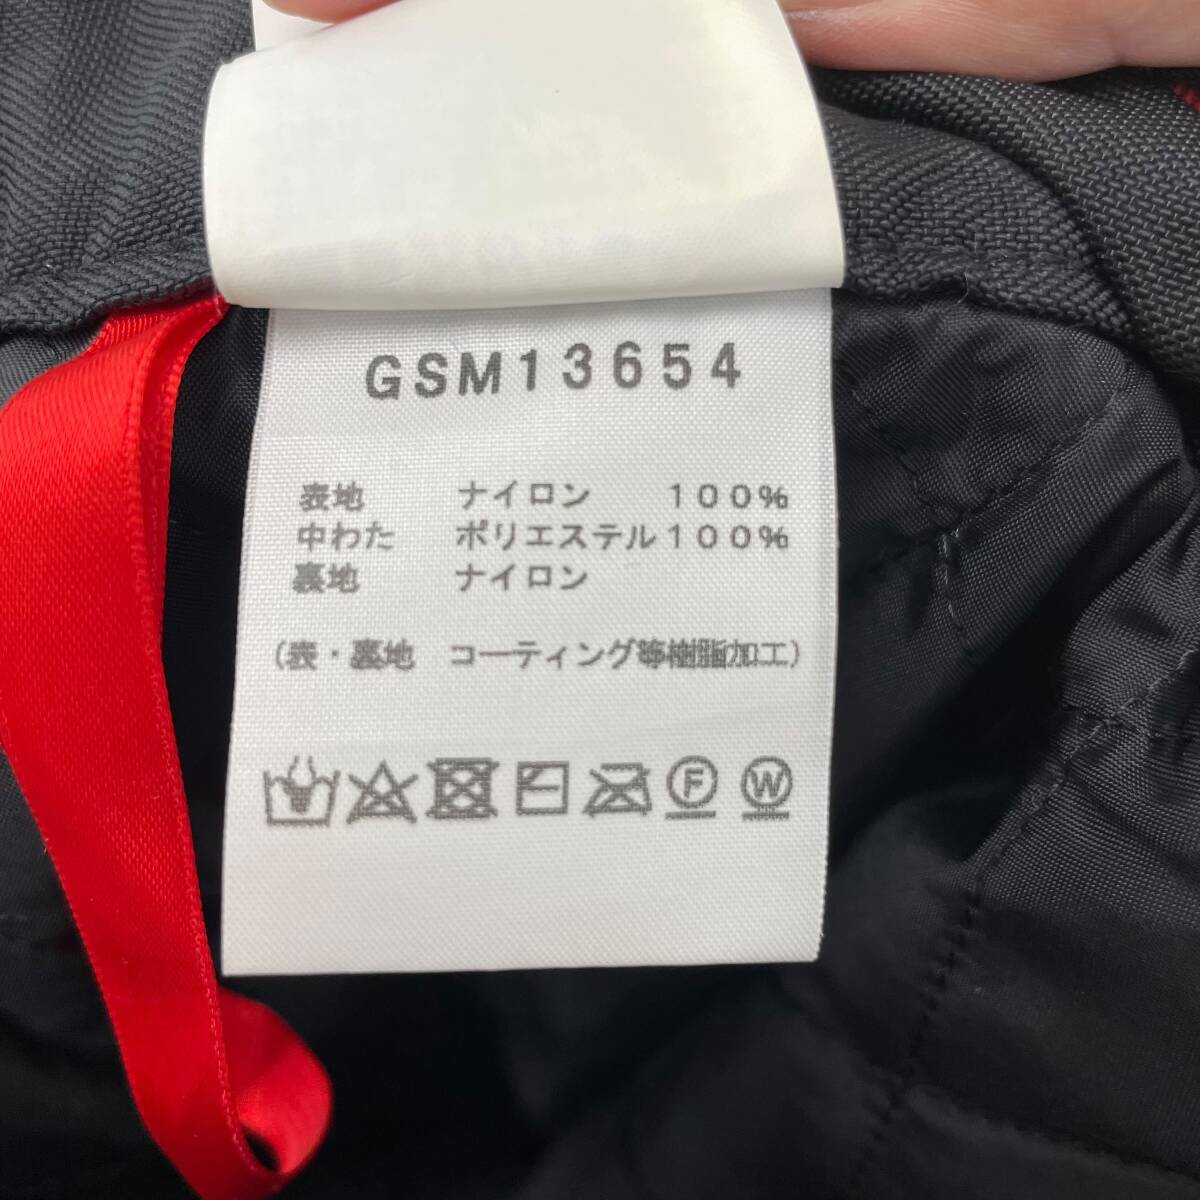 GSM13654
表地 ナイロン 100%
中わた ポリエステル100%
裏地 ナイロン
(表・裏地 コーティング等樹脂加工)
F W